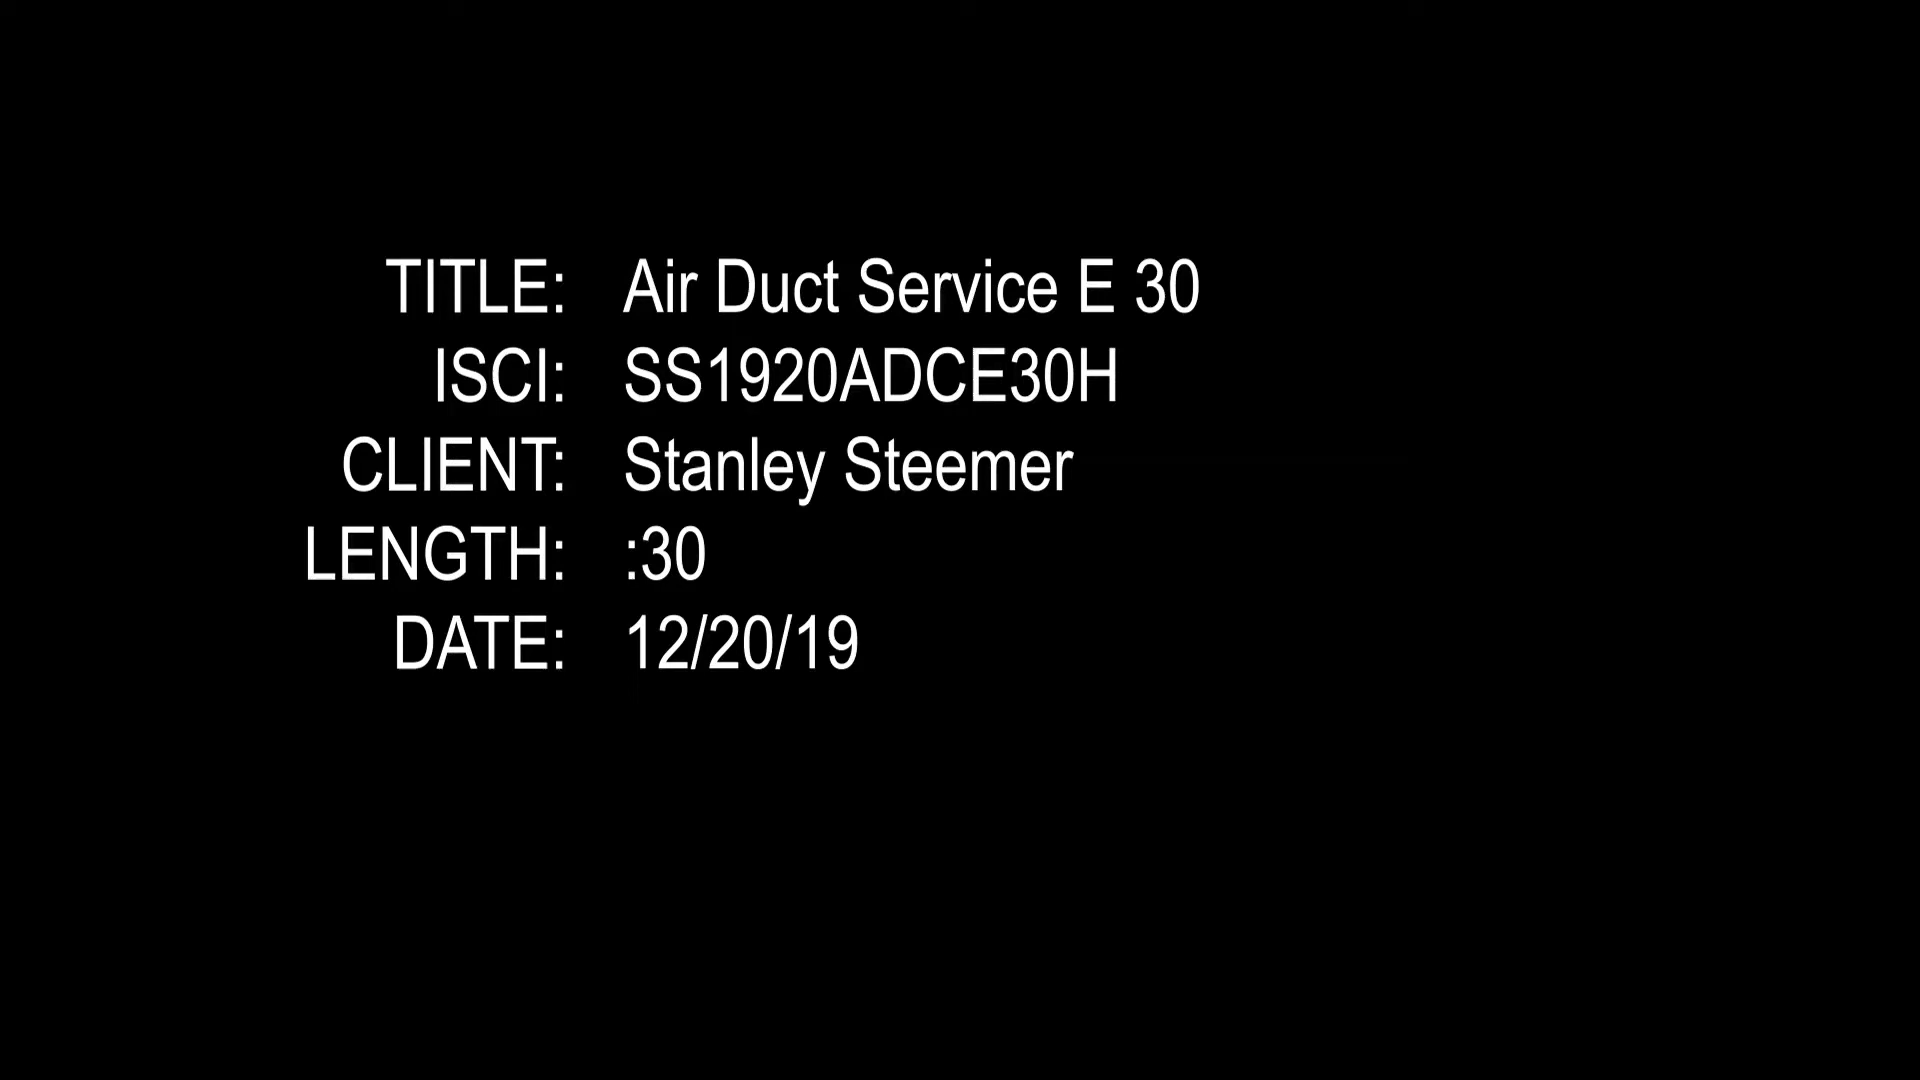 TITLE: Air Duct Service E 30
ISCI: SS1920ADCE30H
CLIENT: Stanley Steemer
LENGTH: :30
DATE: 12/20/19